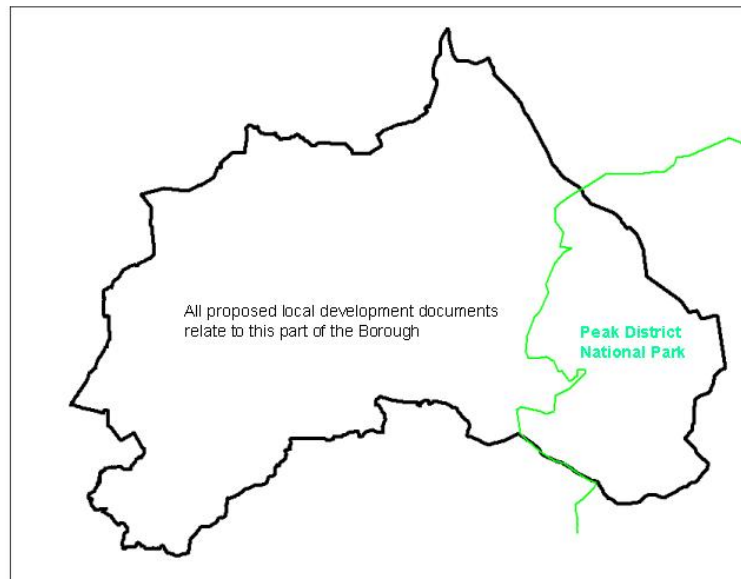 All proposed local development documents
relate to this part of the Borough
Peak District
National Park